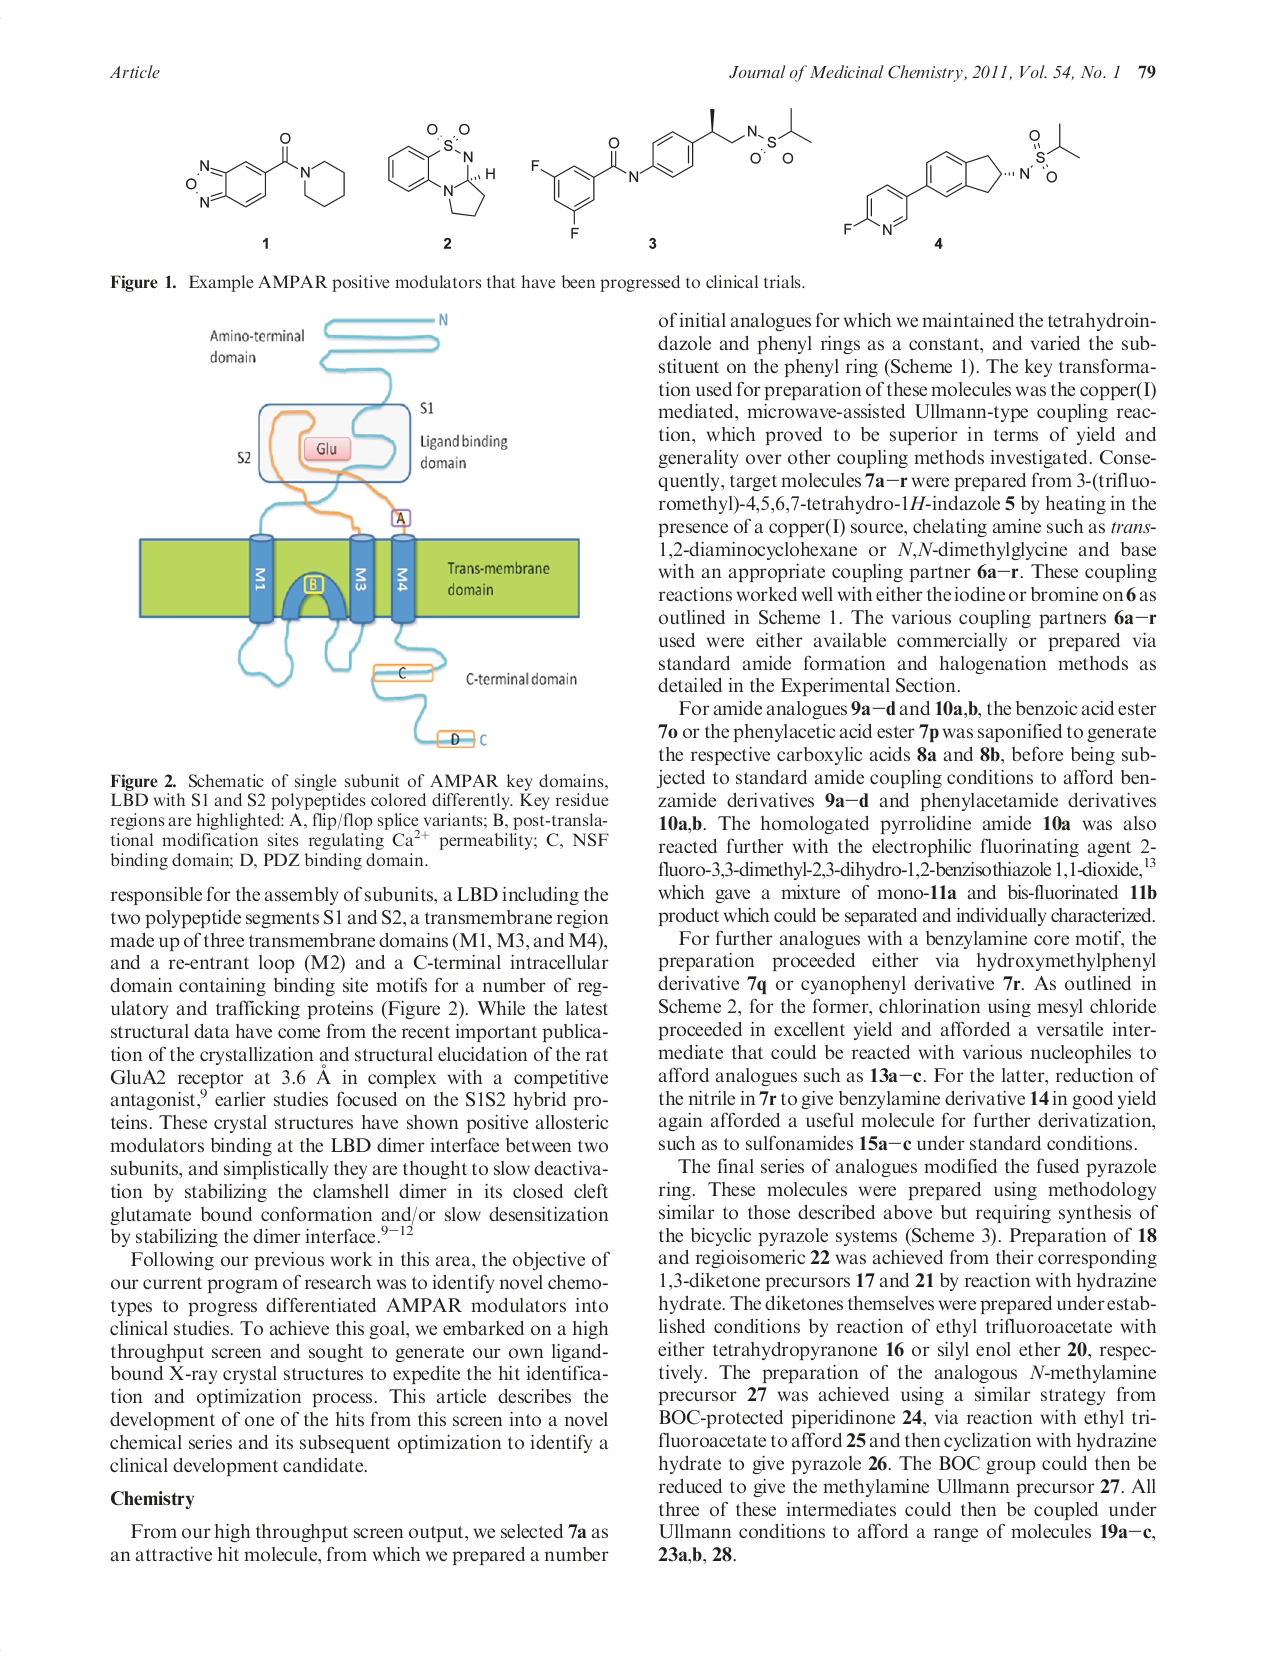 Article
Journal of Medicinal Chemistry, 2011, Vol. 54, No. 1 79
N
O
N
O
N
1
O O
S
N
H
N
2
F
F
O
N
N
S
O O
3
F
N
N
O
S
O
4
Figure 1. Example AMPAR positive modulators that have been progressed to clinical trials.
N
Amino-terminal
domain
S1
Glu
S2
Ligand binding
domain
A
M1
B
M3
M4
Trans-membrane
domain
C
C-terminal domain
D C
Figure 2. Schematic of single subunit of AMPAR key domains,
LBD with S1 and S2 polypeptides colored differently. Key residue
regions are highlighted: A, flip/flop splice variants; B, post-transla-
tional modification sites regulating Ca2+ permeability; C, NSF
binding domain; D, PDZ binding domain.
responsible for the assembly of subunits, a LBD including the
two polypeptide segments S1 and S2, a transmembrane region
made up of three transmembrane domains (M1, M3, and M4),
and a re-entrant loop (M2) and a C-terminal intracellular
domain containing binding site motifs for a number of reg-
ulatory and trafficking proteins (Figure 2). While the latest
structural data have come from the recent important publica-
tion of the crystallization and structural elucidation of the rat
GluA2 receptor at 3.6 Å in complex with a competitive
antagonist,9 earlier studies focused on the S1S2 hybrid pro-
teins. These crystal structures have shown positive allosteric
modulators binding at the LBD dimer interface between two
subunits, and simplistically they are thought to slow deactiva-
tion by stabilizing the clamshell dimer in its closed cleft
glutamate bound conformation and/or slow desensitization
by stabilizing the dimer interface.9−12
Following our previous work in this area, the objective of
our current program of research was to identify novel chemo-
types to progress differentiated AMPAR modulators into
clinical studies. To achieve this goal, we embarked on a high
throughput screen and sought to generate our own ligand-
bound X-ray crystal structures to expedite the hit identifica-
tion and optimization process. This article describes the
development of one of the hits from this screen into a novel
chemical series and its subsequent optimization to identify a
clinical development candidate.
Chemistry
From our high throughput screen output, we selected 7a as
an attractive hit molecule, from which we prepared a number
of initial analogues for which we maintained the tetrahydroin-
dazole and phenyl rings as a constant, and varied the sub-
stituent on the phenyl ring (Scheme 1). The key transforma-
tion used for preparation of these molecules was the copper(I)
mediated, microwave-assisted Ullmann-type coupling reac-
tion, which proved to be superior in terms of yield and
generality over other coupling methods investigated. Conse-
quently, target molecules 7a−r were prepared from 3-(trifluo-
romethyl)-4,5,6,7-tetrahydro-1H-indazole 5 by heating in the
presence of a copper(I) source, chelating amine such as trans-
1,2-diaminocyclohexane or N,N-dimethylglycine and base
with an appropriate coupling partner 6a−r. These coupling
reactions worked well with either the iodine or bromine on 6 as
outlined in Scheme 1. The various coupling partners 6a−r
used were either available commercially or prepared via
standard amide formation and halogenation methods as
detailed in the Experimental Section.
For amide analogues 9a−d and 10a,b, the benzoic acid ester
7o or the phenylacetic acid ester 7p was saponified to generate
the respective carboxylic acids 8a and 8b, before being sub-
jected to standard amide coupling conditions to afford ben-
zamide derivatives 9a−d and phenylacetamide derivatives
10a,b. The homologated pyrrolidine amide 10a was also
reacted further with the electrophilic fluorinating agent 2-
fluoro-3,3-dimethyl-2,3-dihydro-1,2-benzisothiazole 1,1-dioxide,13
which gave a mixture of mono-11a and bis-fluorinated 11b
product which could be separated and individually characterized.
For further analogues with a benzylamine core motif, the
preparation proceeded either via hydroxymethylphenyl
derivative 7q or cyanophenyl derivative 7r. As outlined in
Scheme 2, for the former, chlorination using mesyl chloride
proceeded in excellent yield and afforded a versatile inter-
mediate that could be reacted with various nucleophiles to
afford analogues such as 13a−c. For the latter, reduction of
the nitrile in 7r to give benzylamine derivative 14 in good yield
again afforded a useful molecule for further derivatization,
such as to sulfonamides 15a−c under standard conditions.
The final series of analogues modified the fused pyrazole
ring. These molecules were prepared using methodology
similar to those described above but requiring synthesis of
the bicyclic pyrazole systems (Scheme 3). Preparation of 18
and regioisomeric 22 was achieved from their corresponding
1,3-diketone precursors 17 and 21 by reaction with hydrazine
hydrate. The diketones themselves were prepared under estab-
lished conditions by reaction of ethyl trifluoroacetate with
either tetrahydropyranone 16 or silyl enol ether 20, respec-
tively. The preparation of the analogous N-methylamine
precursor 27 was achieved using a similar strategy from
BOC-protected piperidinone 24, via reaction with ethyl tri-
fluoroacetate to afford 25 and then cyclization with hydrazine
hydrate to give pyrazole 26. The BOC group could then be
reduced to give the methylamine Ullmann precursor 27. All
three of these intermediates could then be coupled under
Ullmann conditions to afford a range of molecules 19a−c,
23a,b, 28.